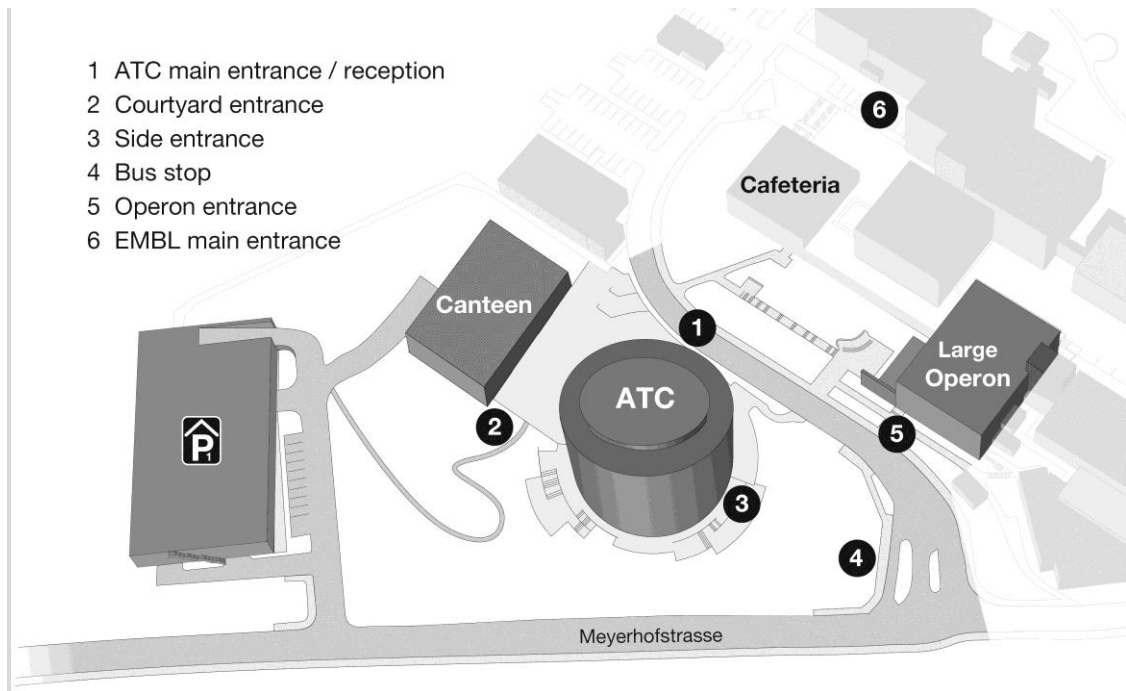 1 ATC main entrance / reception
2 Courtyard entrance
3 Side entrance
4 Bus stop
5 Operon entrance
6 EMBL main entrance
6
Cafeteria
Canteen
1
Large
Operon
ATC
2
5
P1
3
4
Meyerhofstrasse